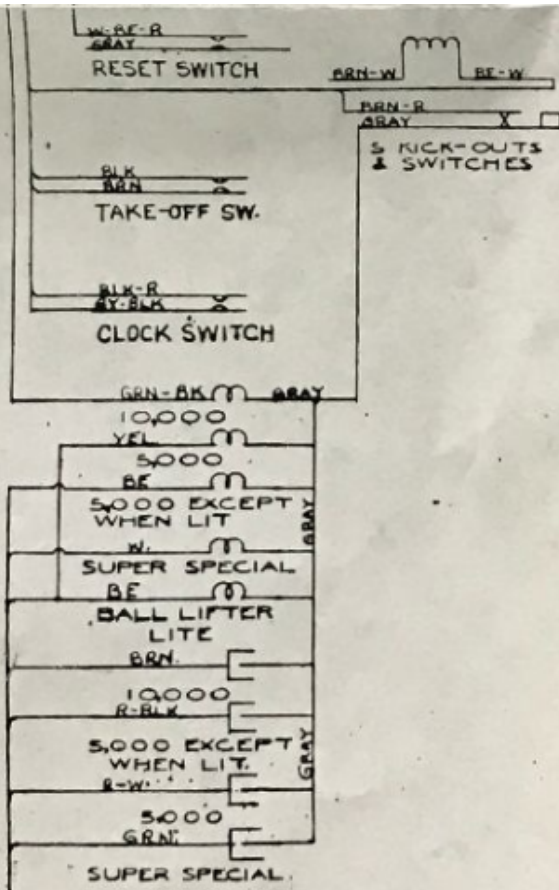 W-BE-R
GRAY
RESET SWITCH
BRN-W
BE-W
BRN-R
GRAY
5 KICK-OUTS
& SWITCHES
BLK
BRN
TAKE-OFF SW.
BLK-R
GY-BLK
CLOCK SWITCH
GRN-BK
GRAY
10,000
YEL
5,000
BE
5,000 EXCEPT
WHEN LIT
GRAY
W.
SUPER SPECIAL
BE
BALL LIFTER
LITE
BRN.
10,000
R-BLK
5,000 EXCEPT
WHEN LIT.
GRAY
R-W.
5,000
GRN.
SUPER SPECIAL.